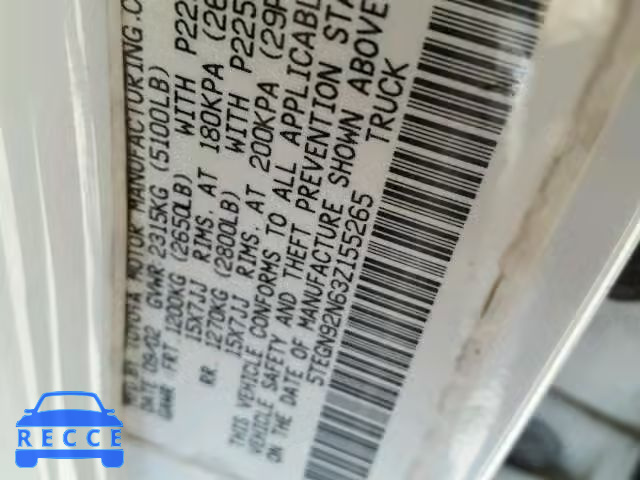 MFD.BY:TOYOTA MOTOR MANUFACTURING.C
DATE 09/02 GVWR 2315KG (5100LB)
GAWR FRT 1200KG (2650LB) WITH P22
15X7JJ RIMS, AT 180KPA (26
RR 1270KG (2800LB) WITH P225
15X7JJ RIMS, AT 200KPA (29P
THIS VEHICLE CONFORMS TO ALL APPLICABLE
VEHICLE SAFETY AND THEFT PREVENTION STA
ON THE DATE OF MANUFACTURE SHOWN ABOVE
5TEGN92N63Z155265 TRUCK
RECCE